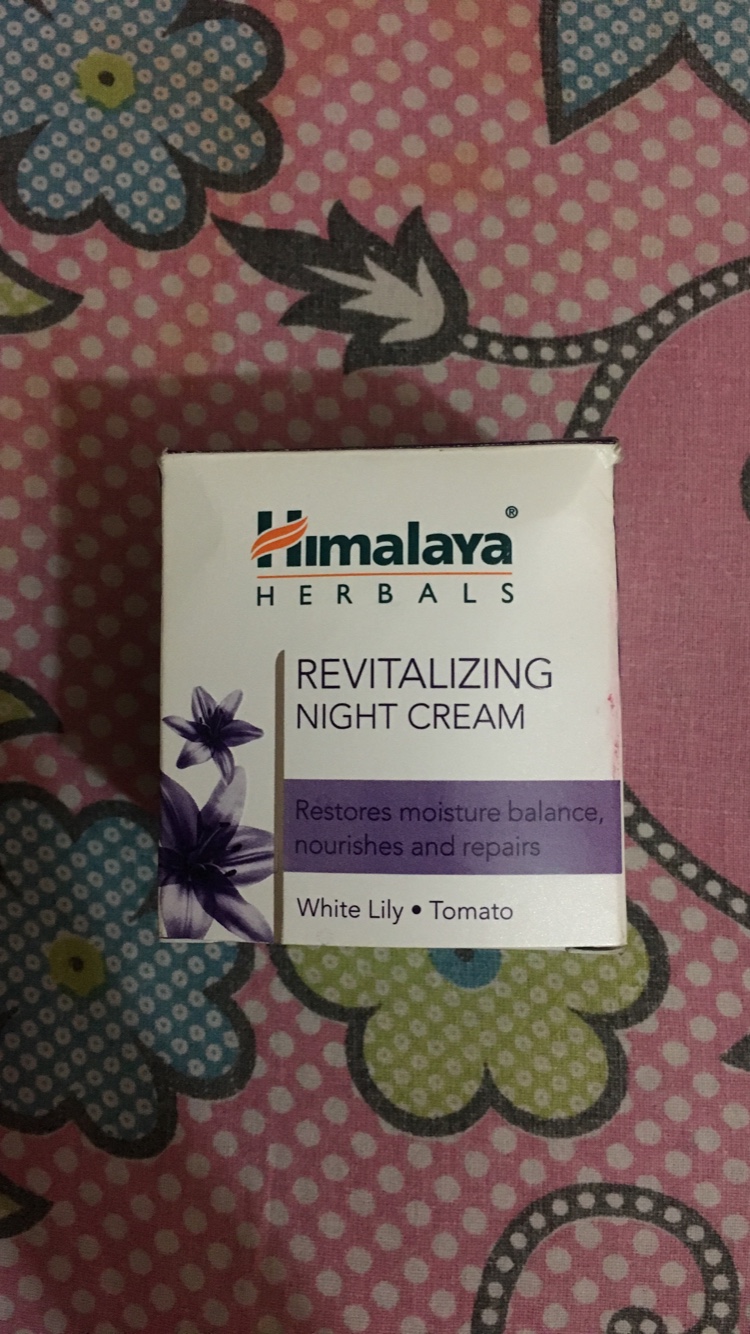 Himalaya®
HERBALS
REVITALIZING
NIGHT CREAM
Restores moisture balance,
nourishes and repairs
White Lily • Tomato